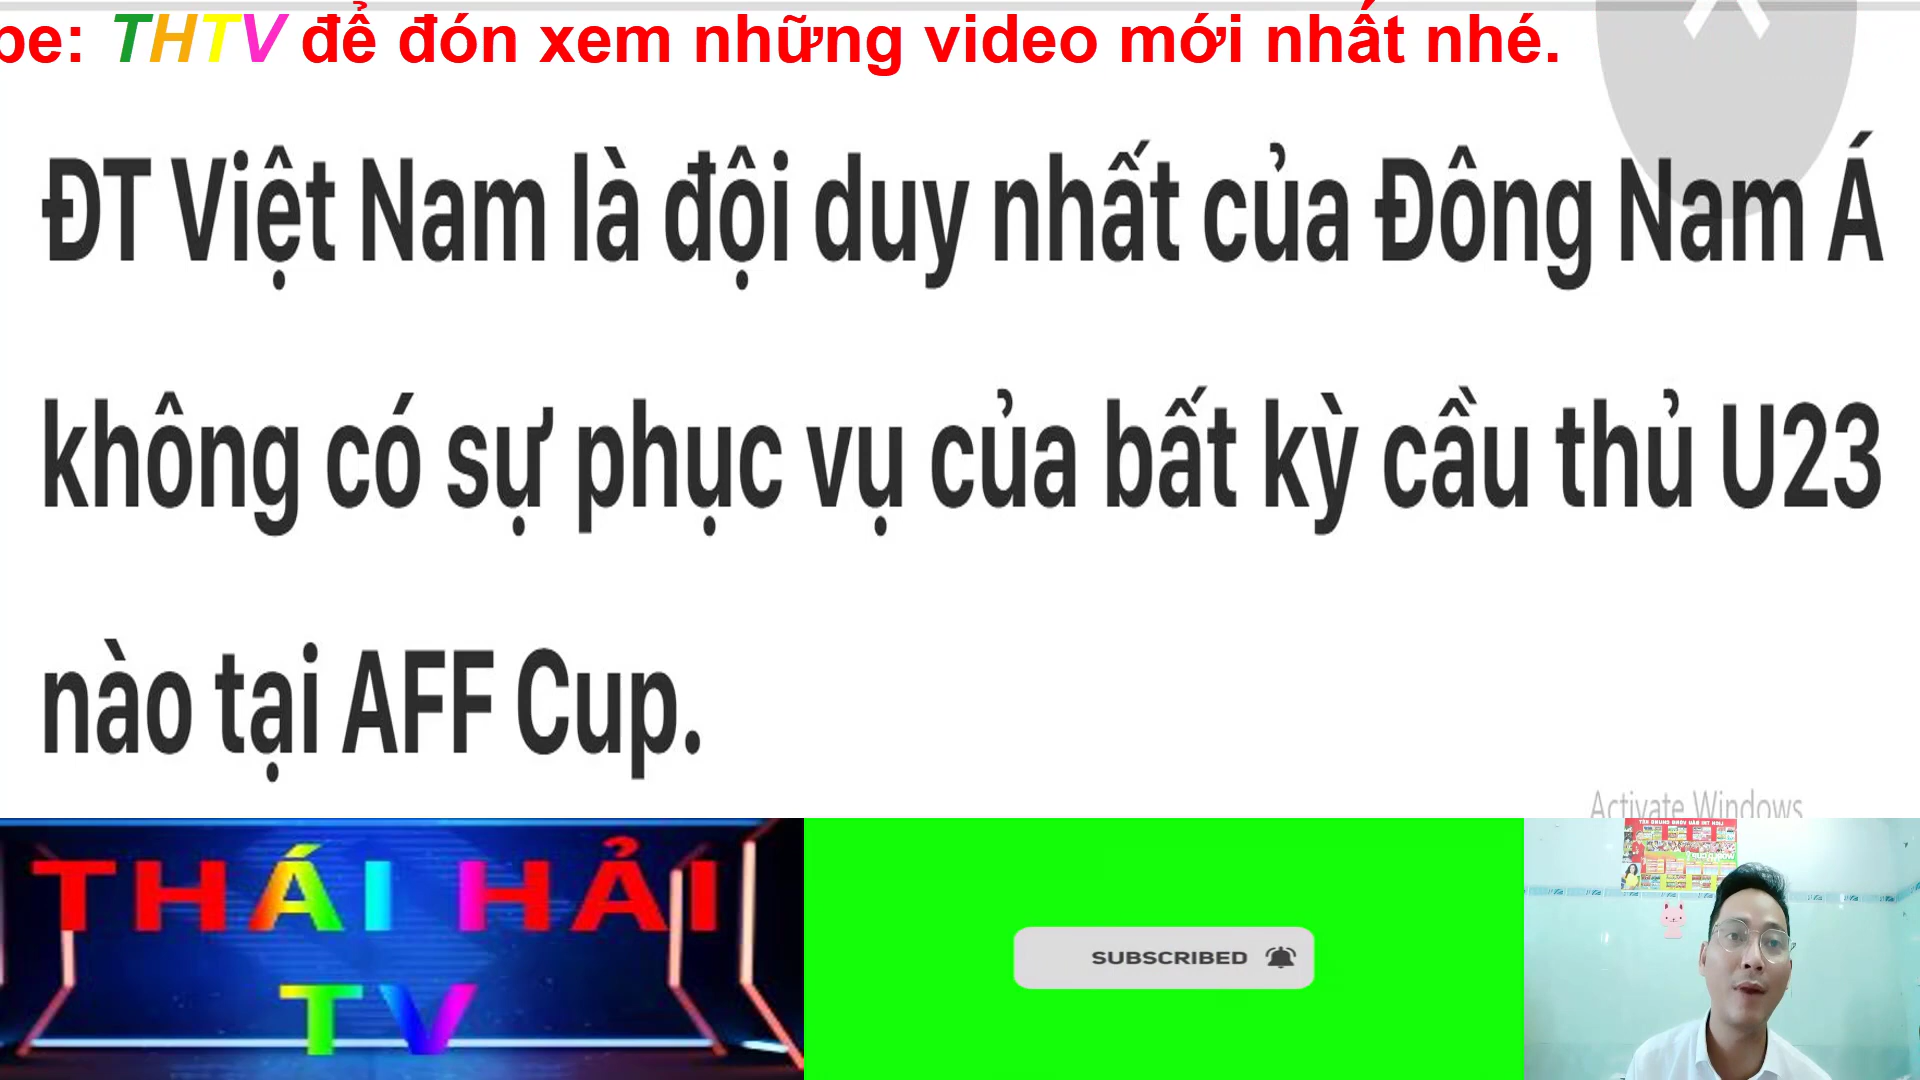 be: THTV để đón xem những video mới nhất nhé.
ĐT Việt Nam là đội duy nhất của Đông Nam Á
không có sự phục vụ của bất kỳ cầu thủ U23
nào tại AFF Cup.
Activate Windows
THÁI HẢI
TV
SUBSCRIBED